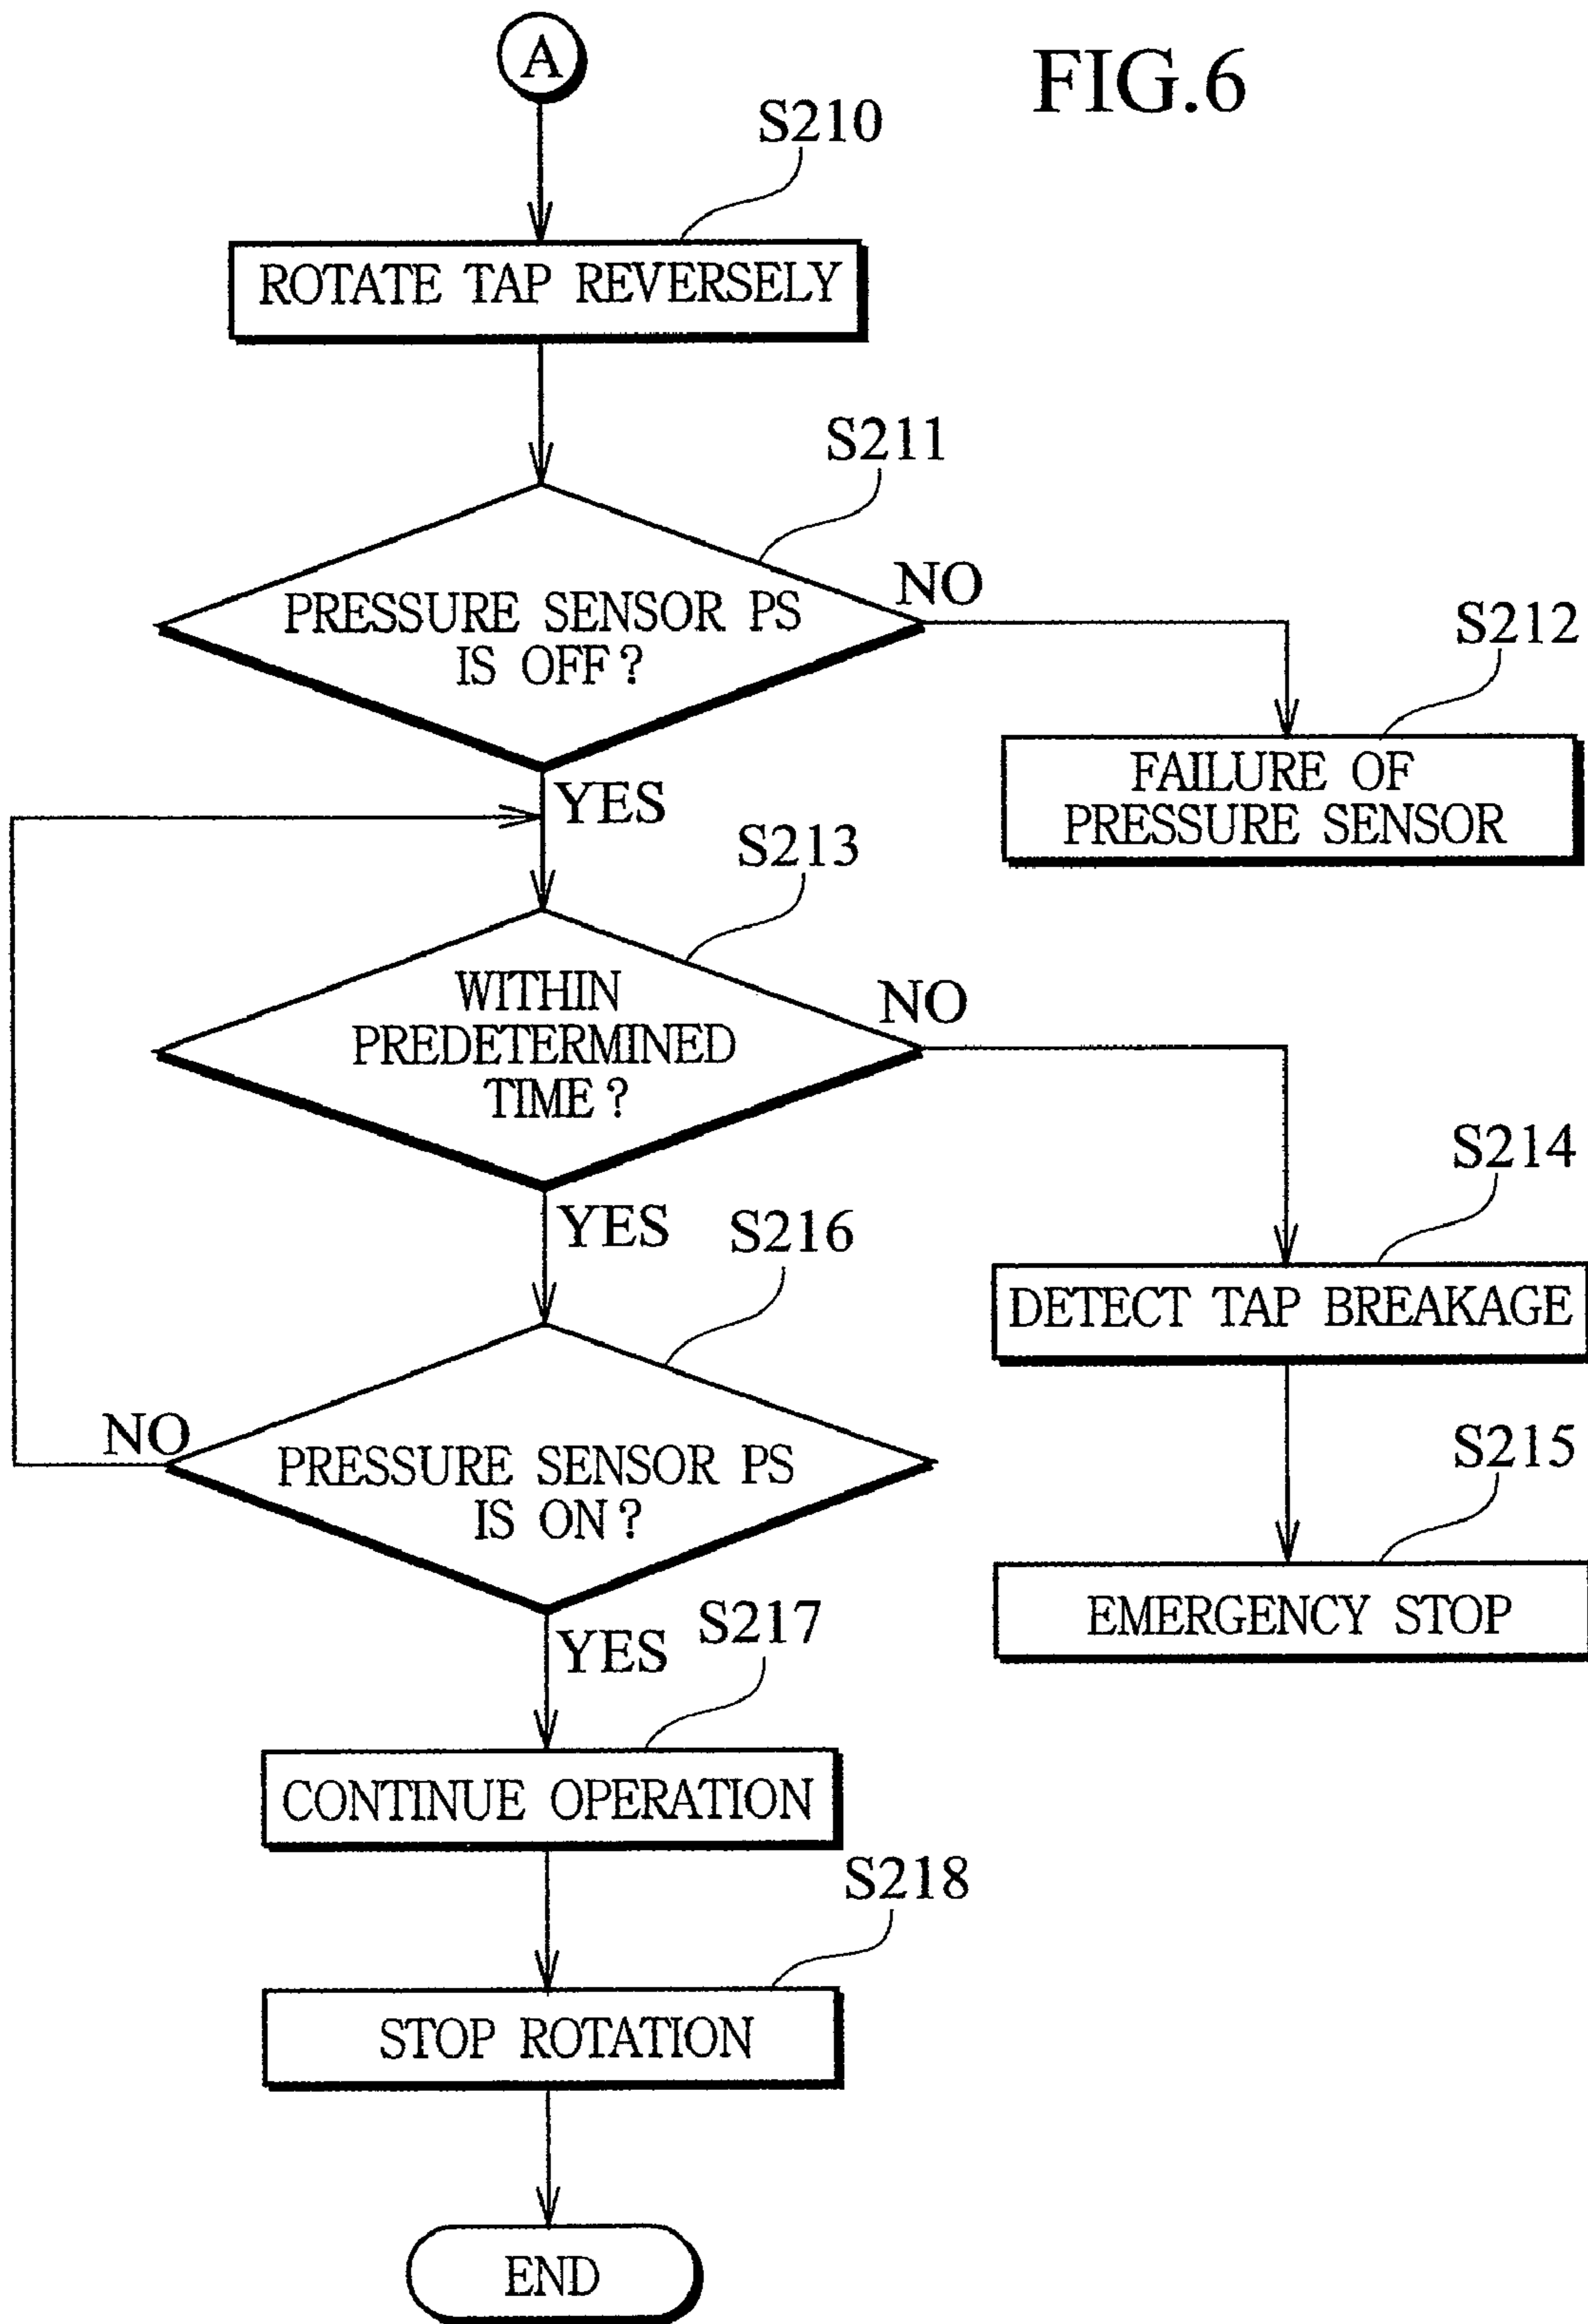 A
FIG.6
S210
ROTATE TAP REVERSELY
S211
PRESSURE SENSOR PS
IS OFF?
NO
S212
FAILURE OF
PRESSURE SENSOR
YES
S213
WITHIN
PREDETERMINED
TIME?
NO
S214
DETECT TAP BREAKAGE
S215
EMERGENCY STOP
YES
S216
PRESSURE SENSOR PS
IS ON?
NO
YES
S217
CONTINUE OPERATION
S218
STOP ROTATION
END